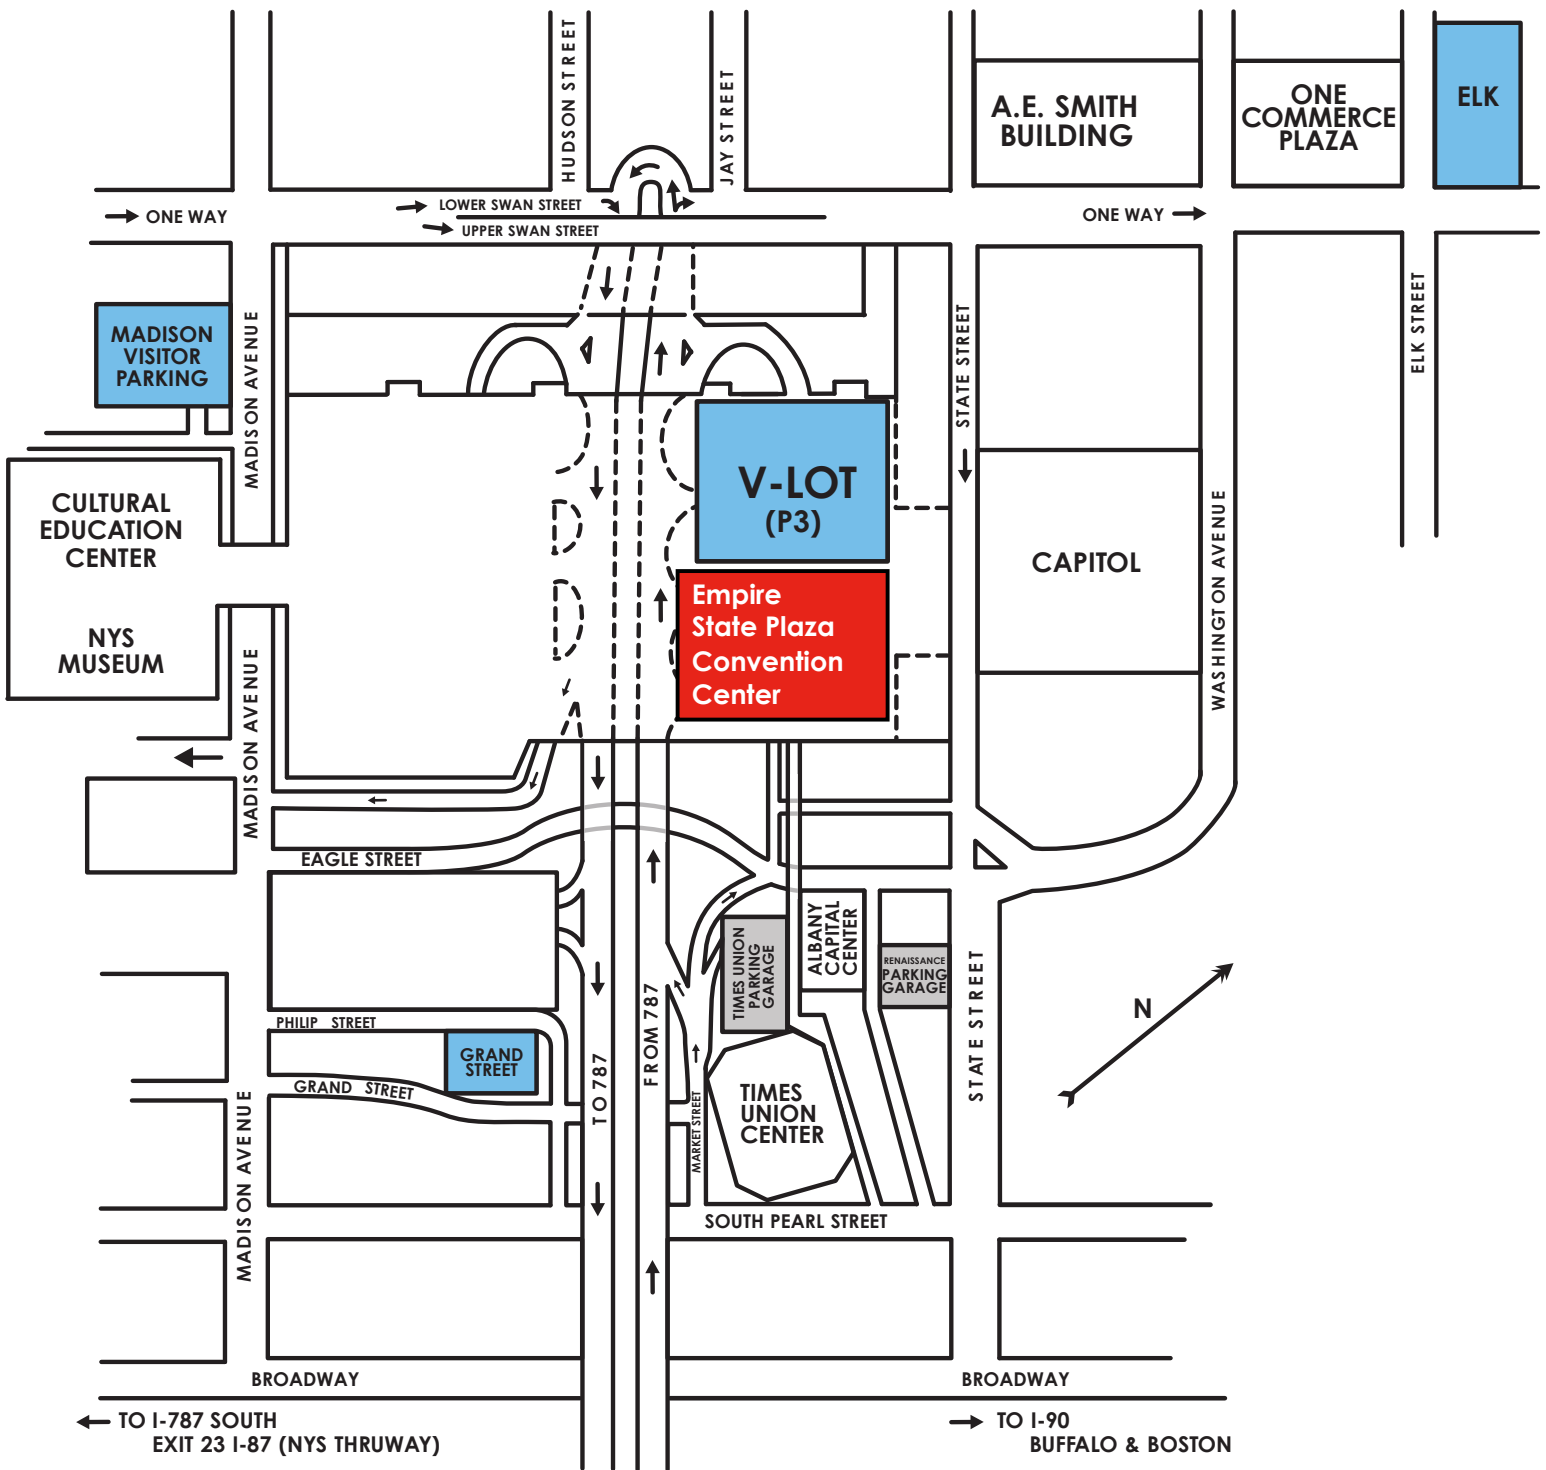 HUDSON STREET
JAY STREET
A.E. SMITH
BUILDING
ONE
COMMERCE
PLAZA
ELK
ONE WAY
LOWER SWAN STREET
UPPER SWAN STREET
ONE WAY
MADISON
VISITOR
PARKING
MADISON AVENUE
STATE STREET
ELK STREET
V-LOT
(P3)
CULTURAL
EDUCATION
CENTER
NYS
MUSEUM
CAPITOL
WASHINGTON AVENUE
Empire
State Plaza
Convention
Center
MADISON AVENUE
EAGLE STREET
ALBANY
CAPITAL
CENTER
TIMES UNION
PARKING
GARAGE
RENAISSANCE
PARKING
GARAGE
STATE STREET
N
PHILIP STREET
GRAND
STREET
GRAND STREET
TO 787
FROM 787
MARKET STREET
TIMES
UNION
CENTER
MADISON AVENUE
SOUTH PEARL STREET
BROADWAY
BROADWAY
TO I-787 SOUTH
EXIT 23 I-87 (NYS THRUWAY)
TO I-90
BUFFALO & BOSTON